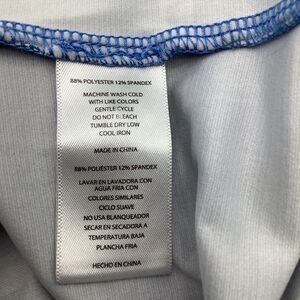 88% POLYESTER 12% SPANDEX
MACHINE WASH COLD
WITH LIKE COLORS
GENTLE CYCLE
DO NOT BLEACH
TUMBLE DRY LOW
COOL IRON
MADE IN CHINA
88% POLIÉSTER 12% SPANDEX
LAVAR EN LAVADORA CON
AGUA FRIA CON
COLORES SIMILARES
CICLO SUAVE
NO USA BLANQUEADOR
SECAR EN SECADORA A
TEMPERATURA BAJA
PLANCHA FRIA
HECHO EN CHINA